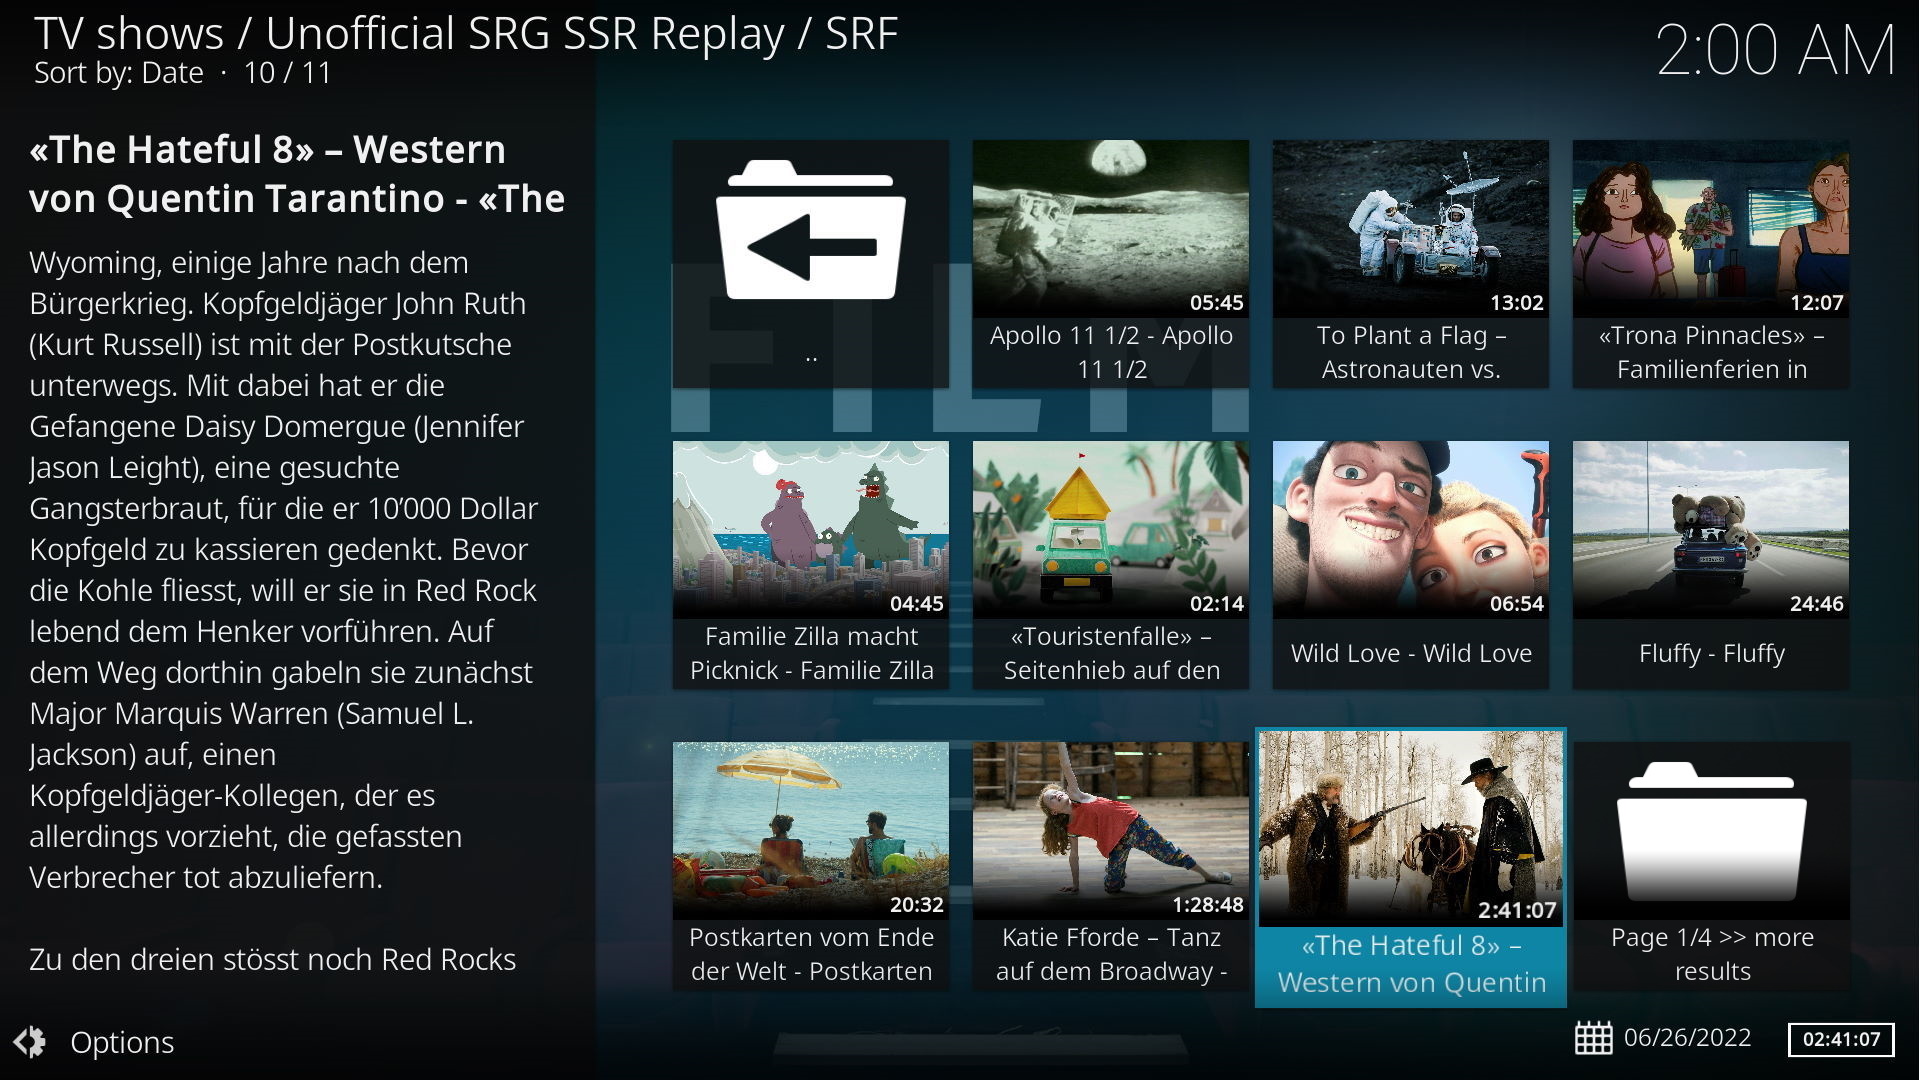 TV shows / Unofficial SRG SSR Replay / SRF
Sort by: Date · 10 / 11
2:00 AM
«The Hateful 8» – Western
von Quentin Tarantino - «The
Wyoming, einige Jahre nach dem
Bürgerkrieg. Kopfgeldjäger John Ruth
(Kurt Russell) ist mit der Postkutsche
unterwegs. Mit dabei hat er die
Gefangene Daisy Domergue (Jennifer
Jason Leight), eine gesuchte
Gangsterbraut, für die er 10’000 Dollar
Kopfgeld zu kassieren gedenkt. Bevor
die Kohle fliesst, will er sie in Red Rock
lebend dem Henker vorführen. Auf
dem Weg dorthin gabeln sie zunächst
Major Marquis Warren (Samuel L.
Jackson) auf, einen
Kopfgeldjäger-Kollegen, der es
allerdings vorzieht, die gefassten
Verbrecher tot abzuliefern.
Zu den dreien stösst noch Red Rocks
Options
FILM
..
05:45
Apollo 11 1/2 - Apollo
11 1/2
13:02
To Plant a Flag –
Astronauten vs.
12:07
«Trona Pinnacles» –
Familienferien in
04:45
Familie Zilla macht
Picknick - Familie Zilla
02:14
«Touristenfalle» –
Seitenhieb auf den
06:54
Wild Love - Wild Love
24:46
Fluffy - Fluffy
20:32
Postkarten vom Ende
der Welt - Postkarten
1:28:48
Katie Fforde – Tanz
auf dem Broadway -
2:41:07
«The Hateful 8» –
Western von Quentin
Page 1/4 >> more
results
06/26/2022
02:41:07